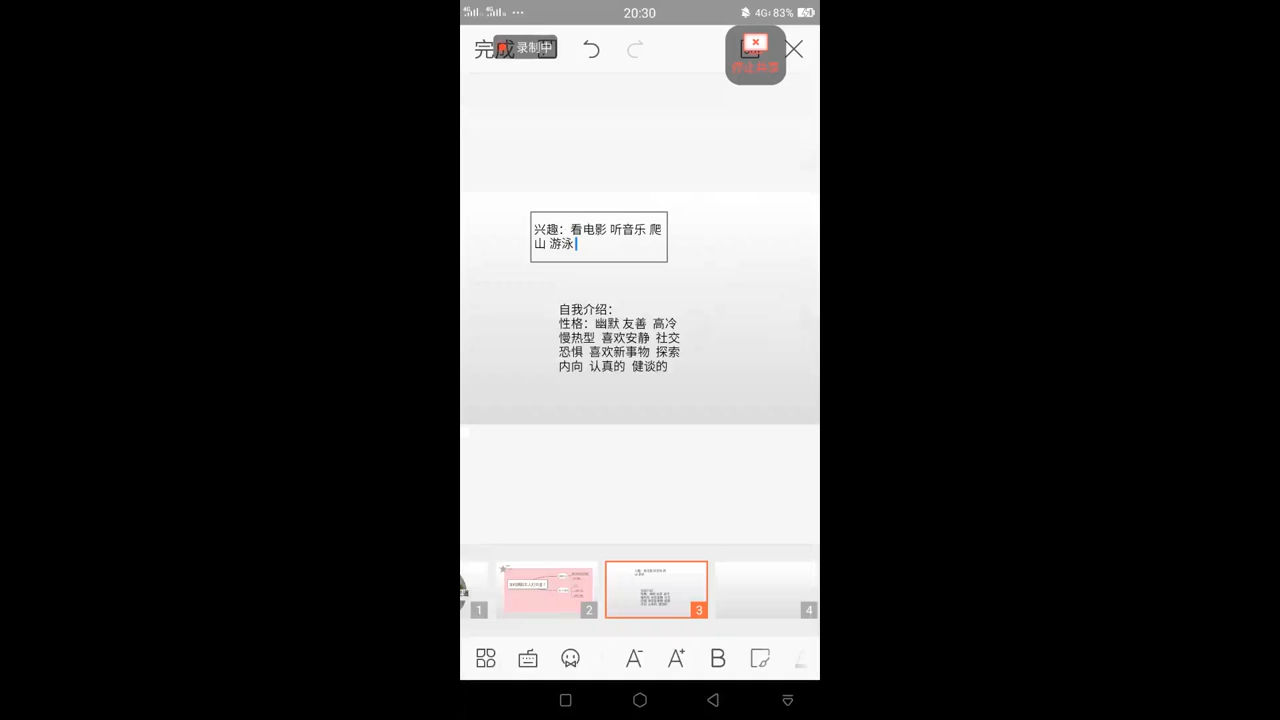 20:30
4G 83%
完成
录制中
停止共享
兴趣：看电影 听音乐 爬
山 游泳
自我介绍：
性格：幽默 友善 高冷
慢热型 喜欢安静 社交
恐惧 喜欢新事物 探索
内向 认真的 健谈的
1
2
3
4
A- A+ B